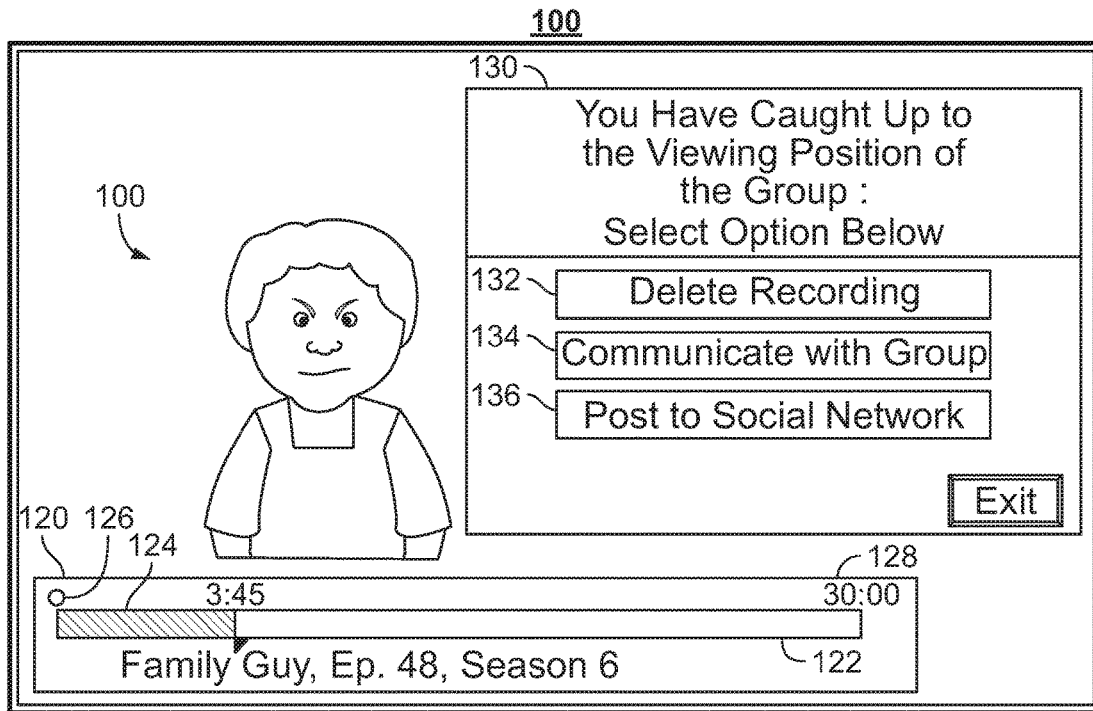 100
130
You Have Caught Up to
the Viewing Position of
the Group :
Select Option Below
100
132
Delete Recording
134
Communicate with Group
136
Post to Social Network
Exit
120
126
124
128
3:45
30:00
Family Guy, Ep. 48, Season 6
122